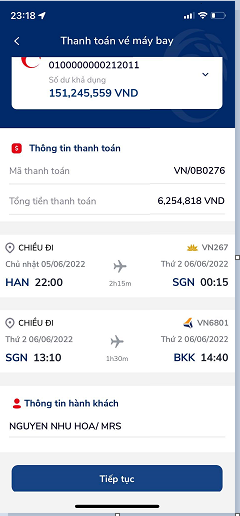 23:18
Thanh toán vé máy bay
0100000000212011
Số dư khả dụng
151,245,559 VND
Thông tin thanh toán
Mã thanh toán VN/0B0276
Tổng tiền thanh toán 6,254,818 VND
CHIỀU ĐI VN267
Chủ nhật 05/06/2022 Thứ 2 06/06/2022
HAN 22:00 2h15m SGN 00:15
CHIỀU ĐI VN6801
Thứ 2 06/06/2022 Thứ 2 06/06/2022
SGN 13:10 1h30m BKK 14:40
Thông tin hành khách
NGUYEN NHU HOA/ MRS
Tiếp tục